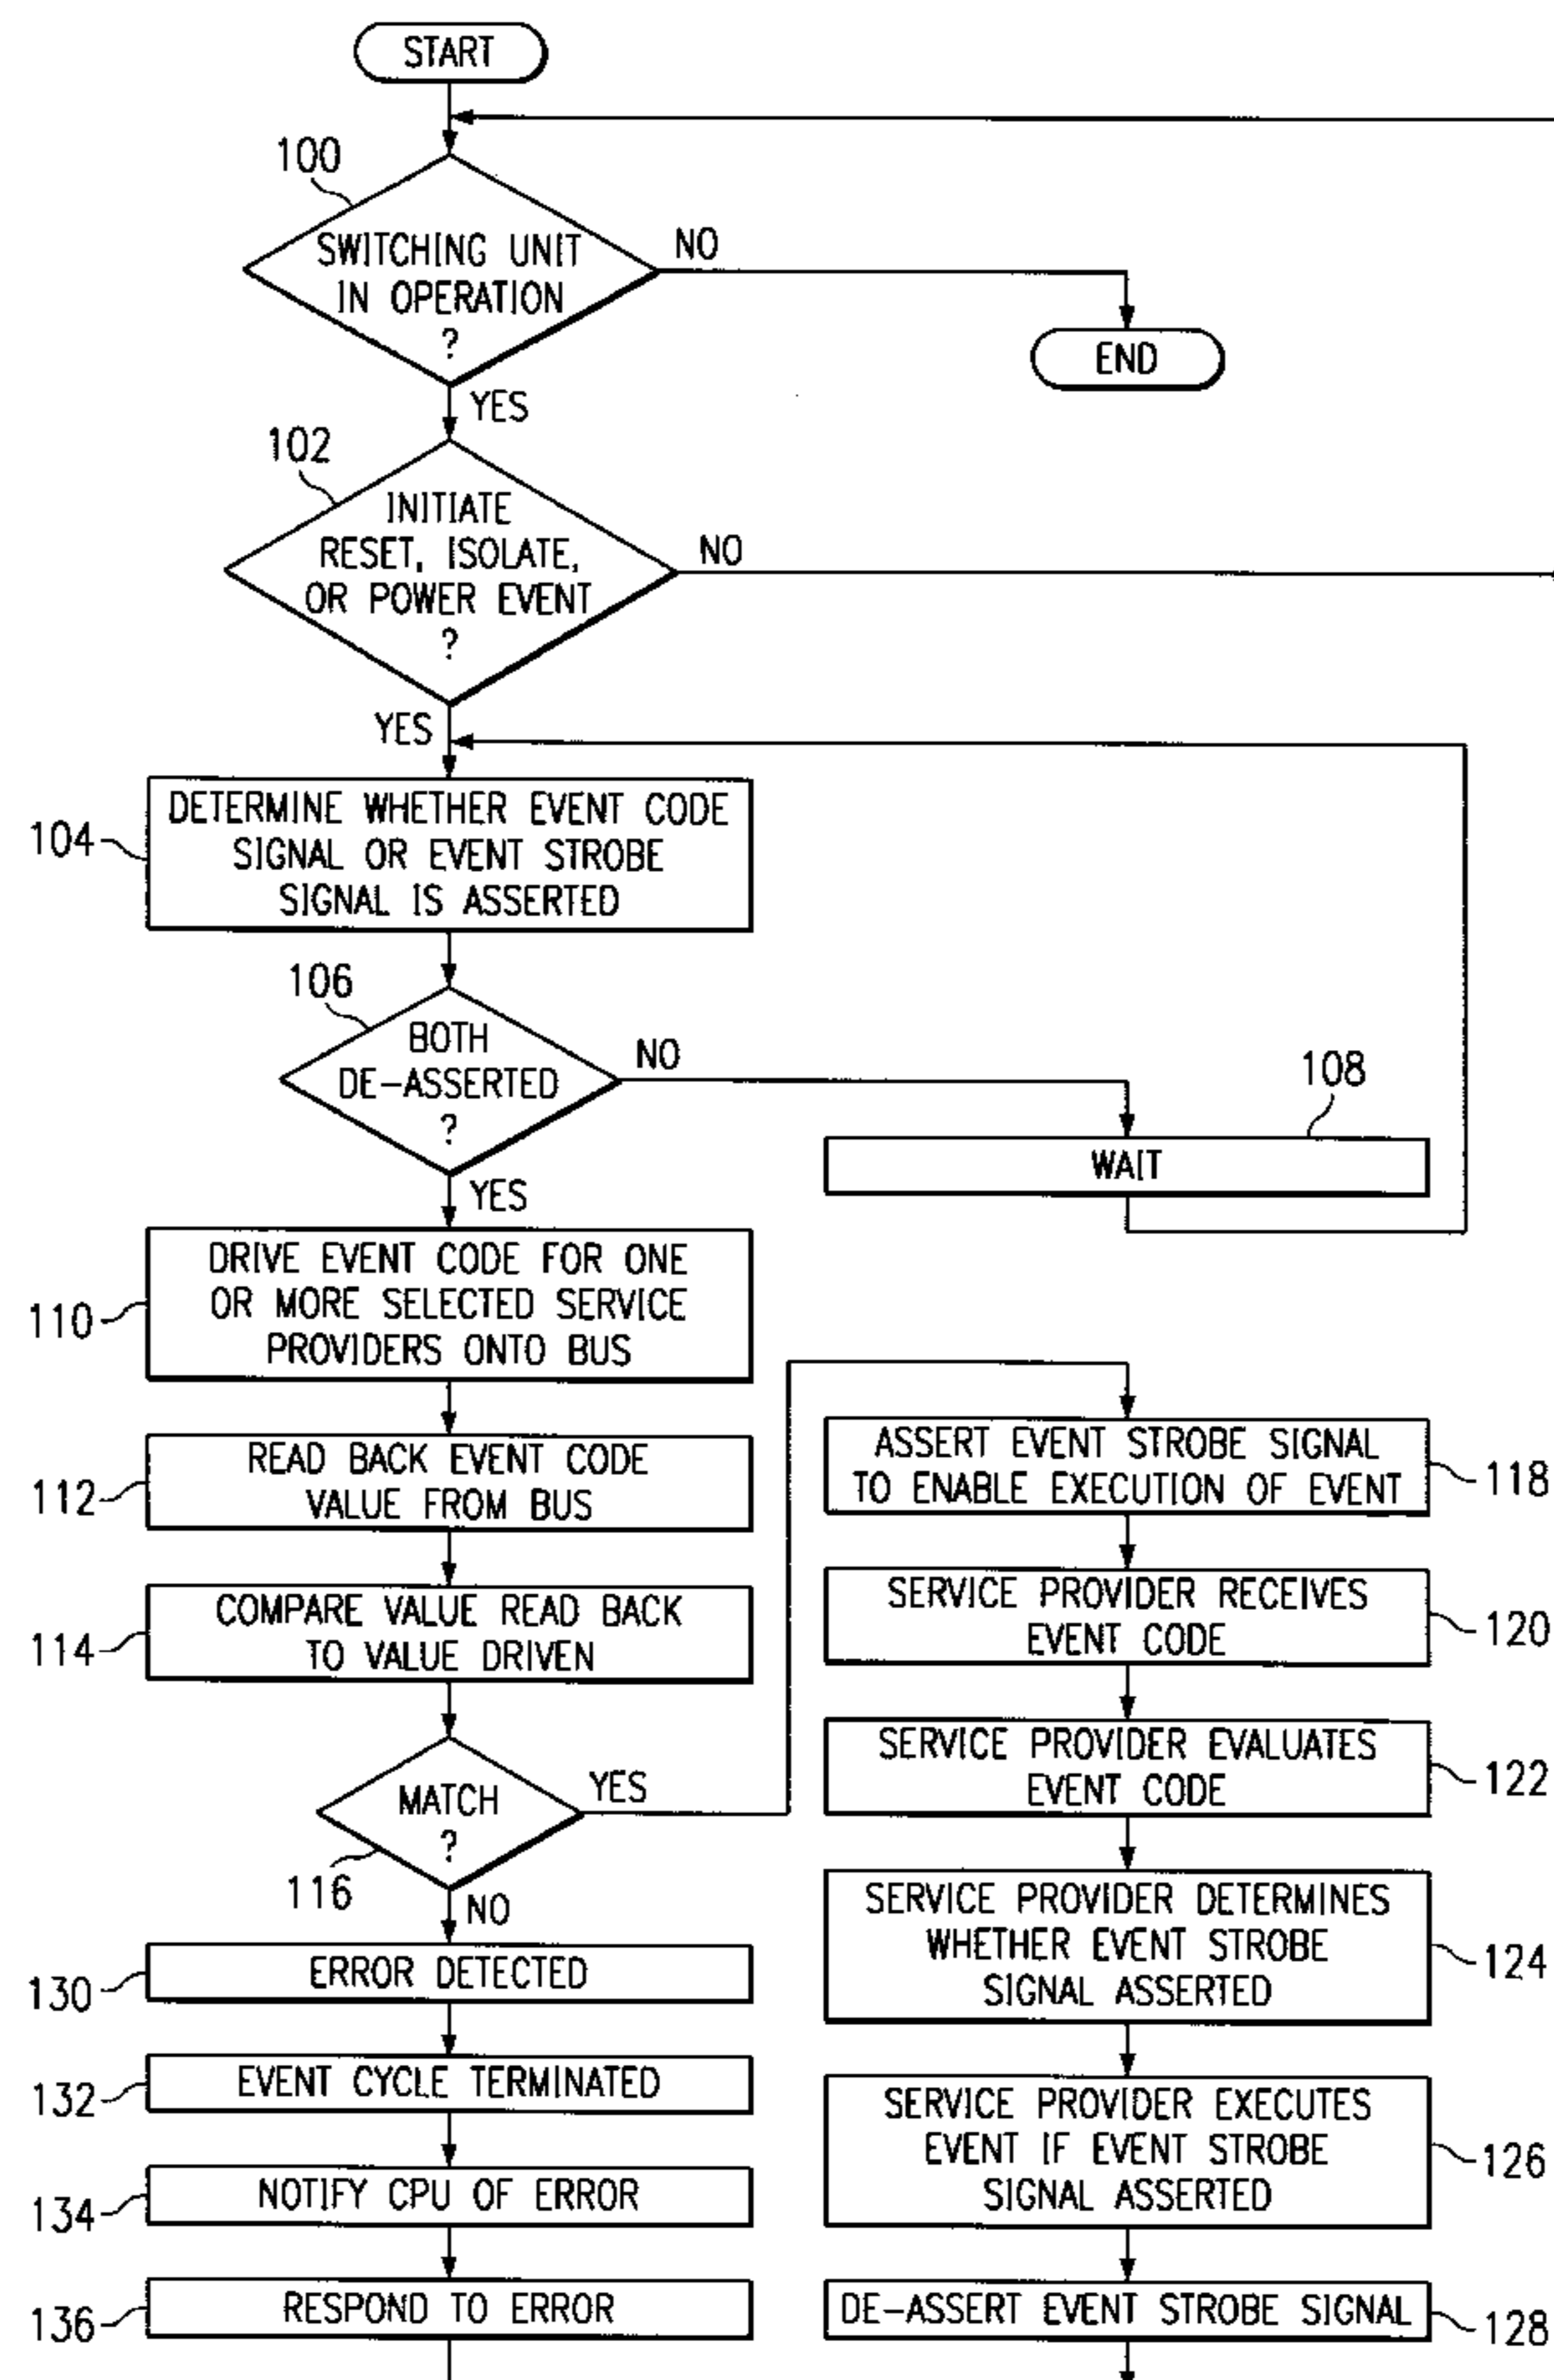 START
100
SWITCHING UNIT
IN OPERATION
?
NO
END
YES
102
INITIATE
RESET, ISOLATE,
OR POWER EVENT
?
NO
YES
104
DETERMINE WHETHER EVENT CODE
SIGNAL OR EVENT STROBE
SIGNAL IS ASSERTED
106
BOTH
DE-ASSERTED
?
NO
108
WAIT
YES
110
DRIVE EVENT CODE FOR ONE
OR MORE SELECTED SERVICE
PROVIDERS ONTO BUS
112
READ BACK EVENT CODE
VALUE FROM BUS
114
COMPARE VALUE READ BACK
TO VALUE DRIVEN
MATCH
?
116
YES
NO
118
ASSERT EVENT STROBE SIGNAL
TO ENABLE EXECUTION OF EVENT
120
SERVICE PROVIDER RECEIVES
EVENT CODE
122
SERVICE PROVIDER EVALUATES
EVENT CODE
124
SERVICE PROVIDER DETERMINES
WHETHER EVENT STROBE
SIGNAL ASSERTED
126
SERVICE PROVIDER EXECUTES
EVENT IF EVENT STROBE
SIGNAL ASSERTED
128
DE-ASSERT EVENT STROBE SIGNAL
130
ERROR DETECTED
132
EVENT CYCLE TERMINATED
134
NOTIFY CPU OF ERROR
136
RESPOND TO ERROR